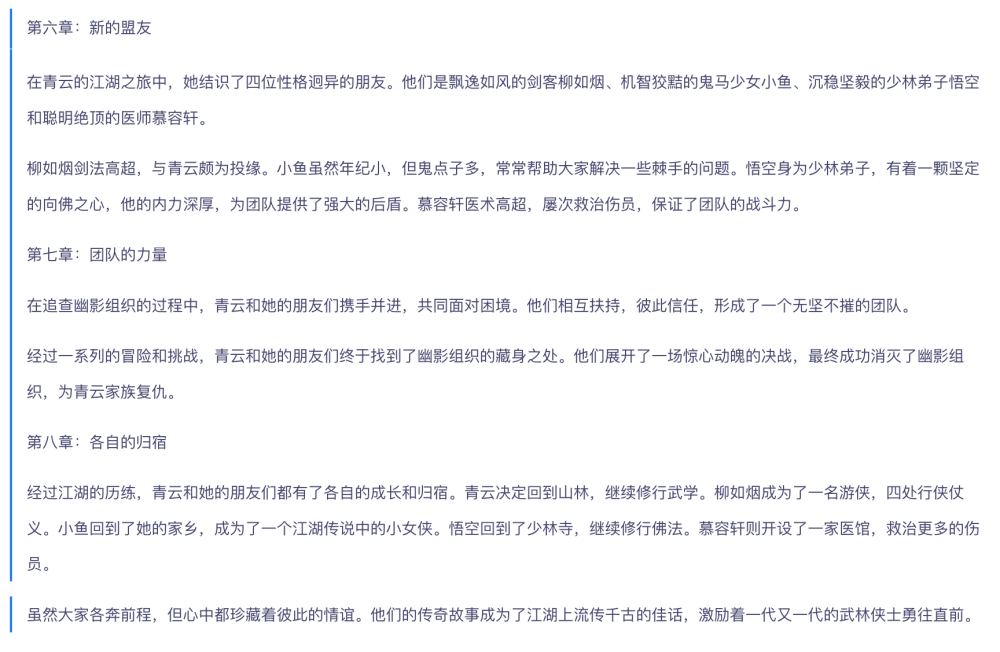 第六章：新的盟友
在青云的江湖之旅中，她结识了四位性格迥异的朋友。他们是飘逸如风的剑客柳如烟、机智狡黠的鬼马少女小鱼、沉稳坚毅的少林弟子悟空
和聪明绝顶的医师慕容轩。
柳如烟剑法高超，与青云颇为投缘。小鱼虽然年纪小，但鬼点子多，常常帮助大家解决一些棘手的问题。悟空身为少林弟子，有着一颗坚定
的向佛之心，他的内力深厚，为团队提供了强大的后盾。慕容轩医术高超，屡次救治伤员，保证了团队的战斗力。
第七章：团队的力量
在追查幽影组织的过程中，青云和她的朋友们携手并进，共同面对困境。他们相互扶持，彼此信任，形成了一个无坚不摧的团队。
经过一系列的冒险和挑战，青云和她的朋友们终于找到了幽影组织的藏身之处。他们展开了一场惊心动魄的决战，最终成功消灭了幽影组
织，为青云家族复仇。
第八章：各自的归宿
经过江湖的历练，青云和她的朋友们都有了各自的成长和归宿。青云决定回到山林，继续修行武学。柳如烟成为了一名游侠，四处行侠仗
义。小鱼回到了她的家乡，成为了一个江湖传说中的小女侠。悟空回到了少林寺，继续修行佛法。慕容轩则开设了一家医馆，救治更多的伤
员。
虽然大家各奔前程，但心中都珍藏着彼此的情谊。他们的传奇故事成为了江湖上流传千古的佳话，激励着一代又一代的武林侠士勇往直前。